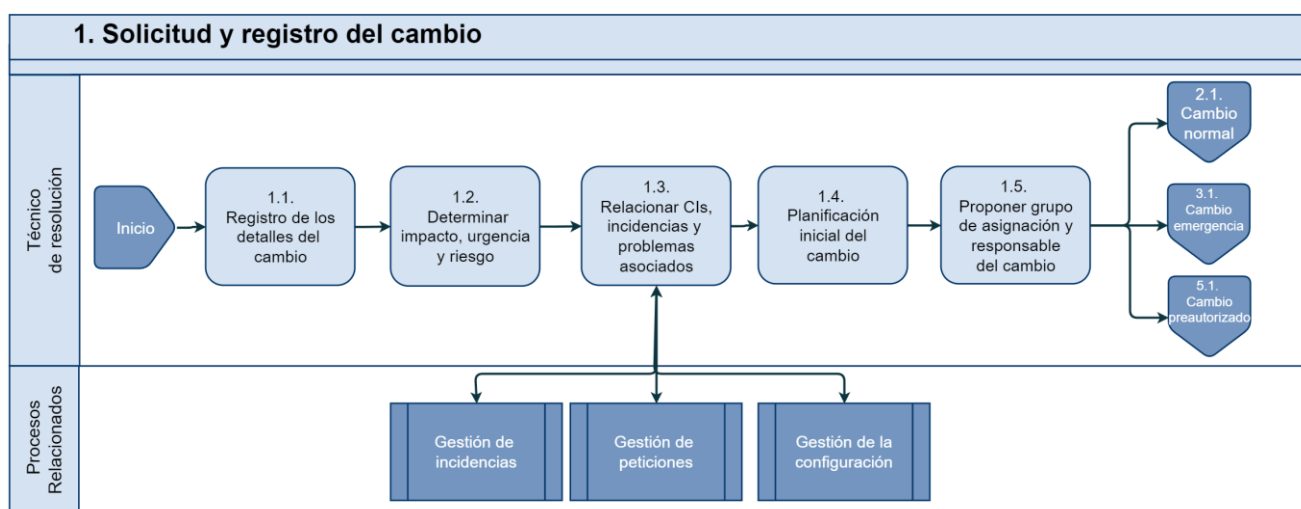 1. Solicitud y registro del cambio
Técnico
de resolución
Inicio
1.1.
Registro de los
detalles del
cambio
1.2.
Determinar
impacto, urgencia
y riesgo
1.3.
Relacionar CIs,
incidencias y
problemas
asociados
1.4.
Planificación
inicial del
cambio
1.5.
Proponer grupo
de asignación y
responsable
del cambio
2.1.
Cambio
normal
3.1.
Cambio
emergencia
5.1.
Cambio
preautorizado
Procesos
Relacionados
Gestión de
incidencias
Gestión de
peticiones
Gestión de la
configuración